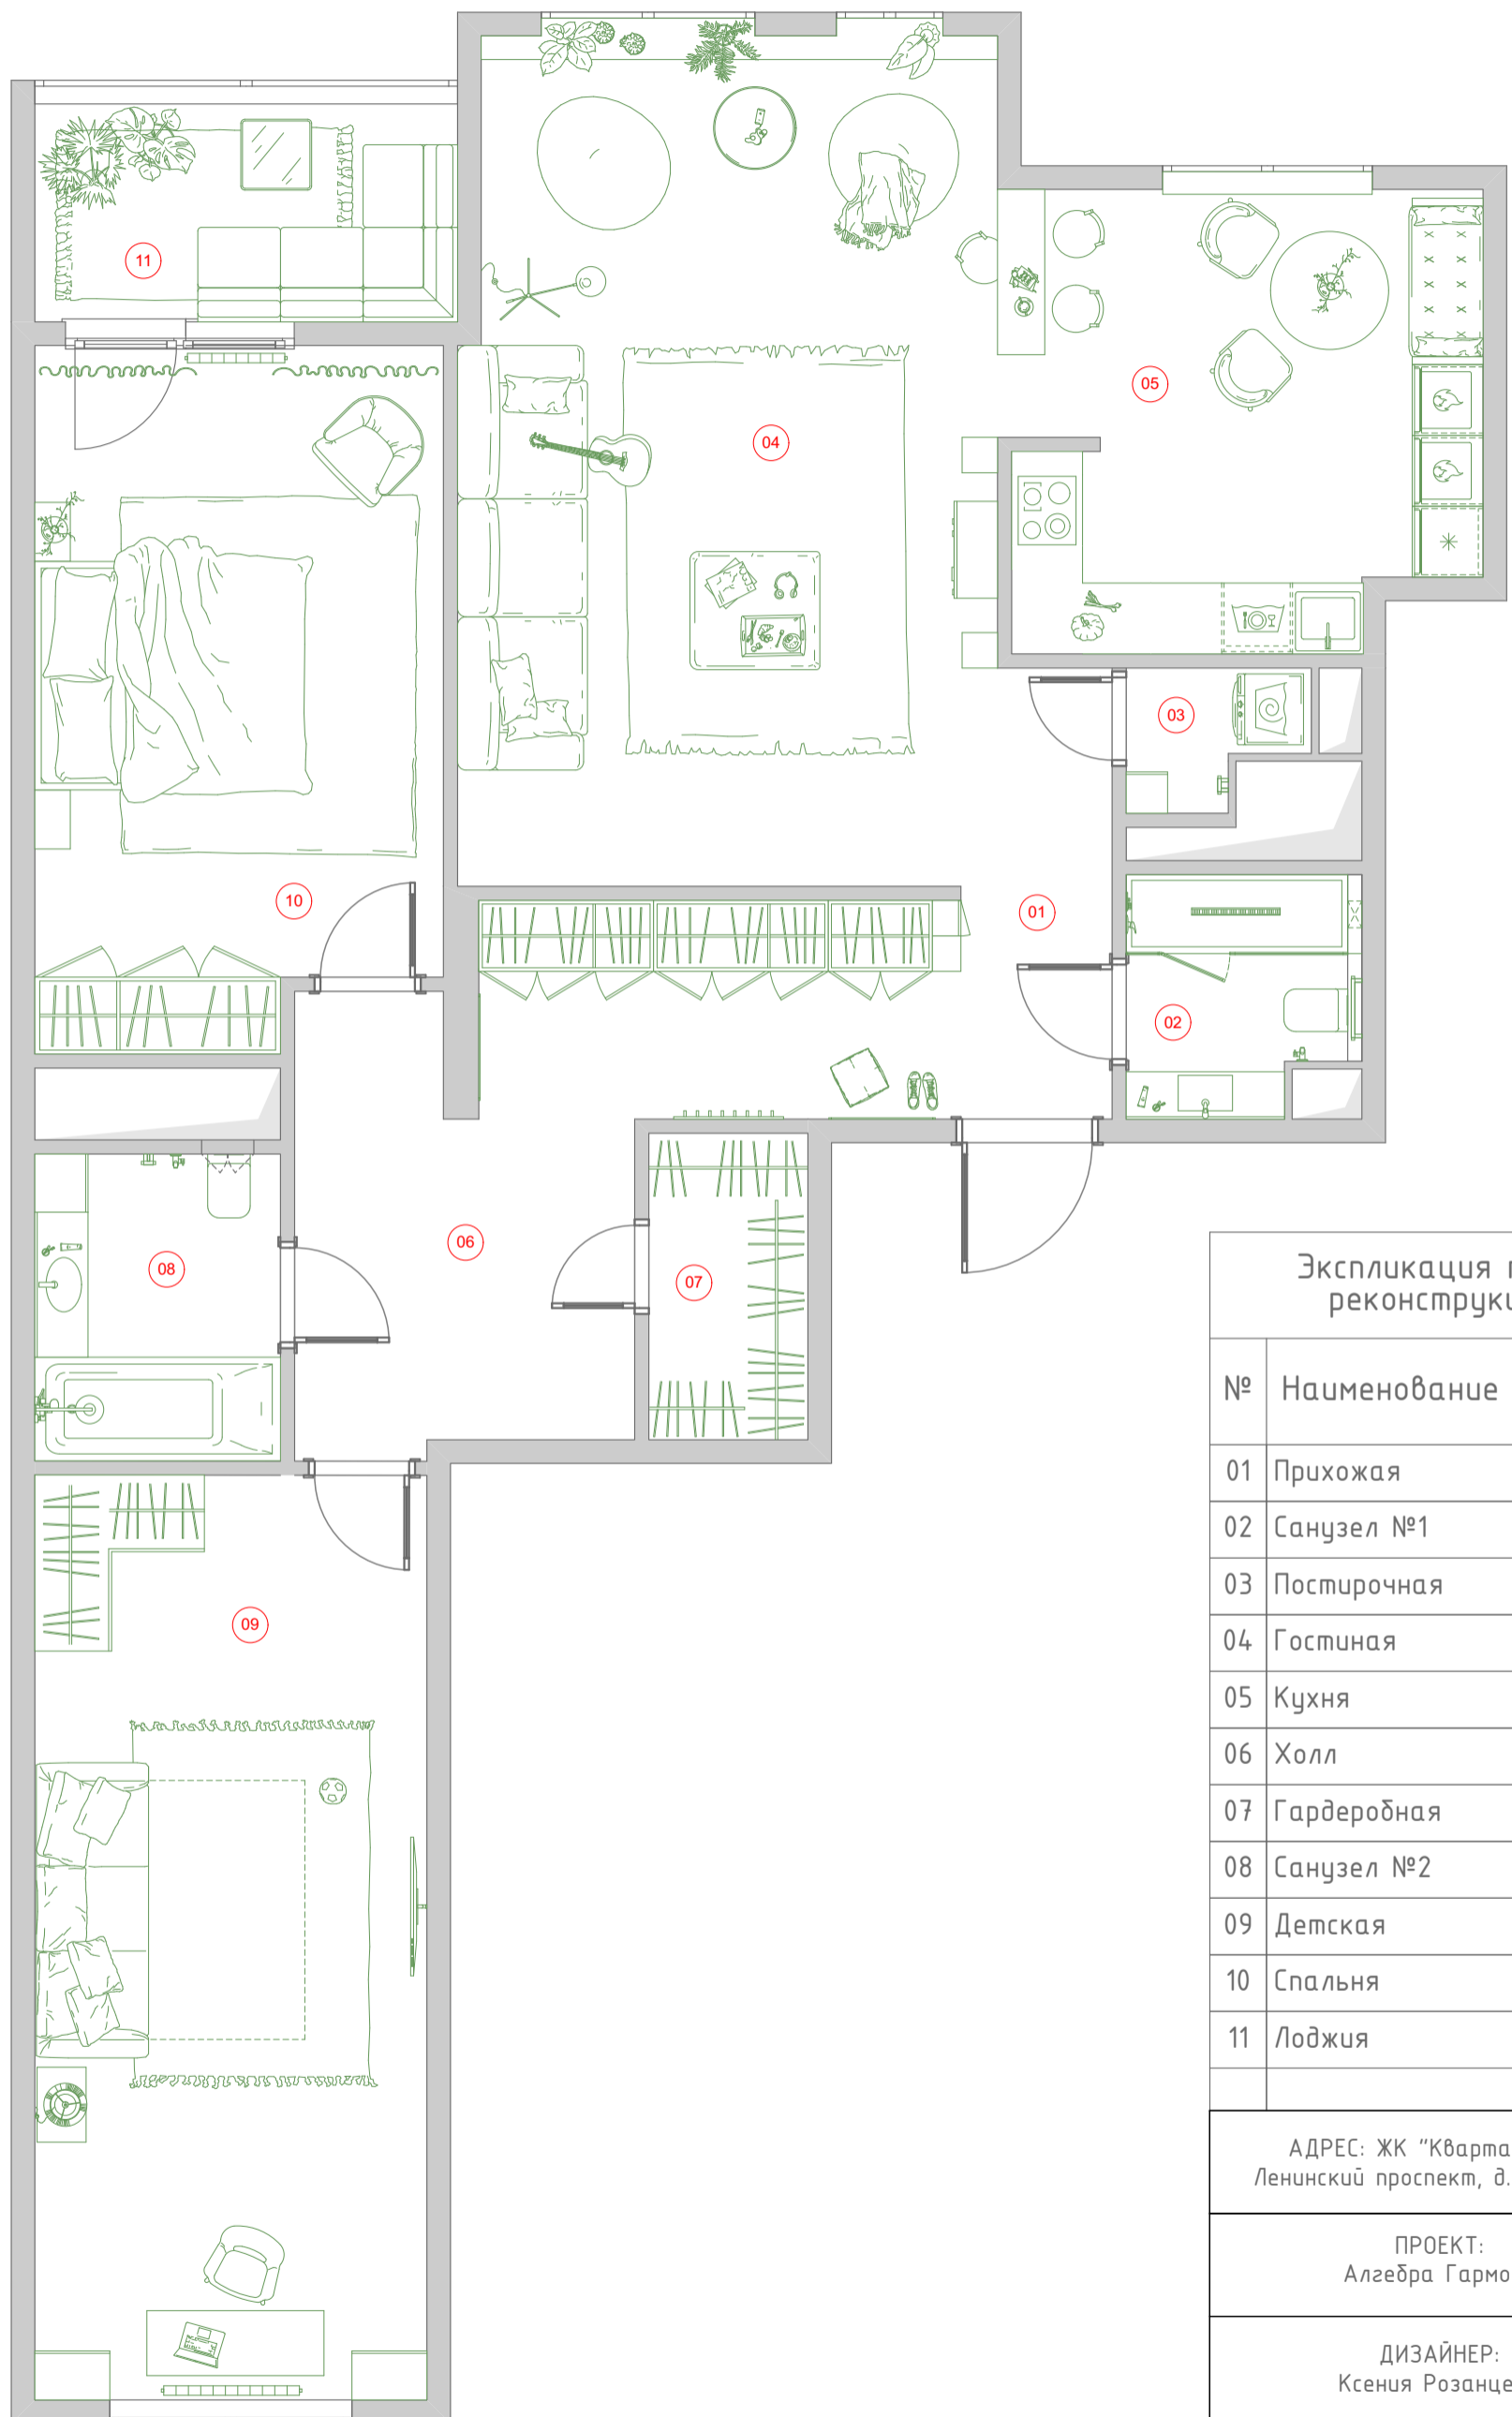 11
04
05
03
10
01
02
06
08
07
09
Экспликация
реконструкц
№ Наименование
01 Прихожая
02 Санузел №1
03 Постирочная
04 Гостиная
05 Кухня
06 Холл
07 Гардеробная
08 Санузел №2
09 Детская
10 Спальня
11 Лоджия
АДРЕС: ЖК "Кварта
Ленинский проспект, д.
ПРОЕКТ:
Алгебра Гармо
ДИЗАЙНЕР:
Ксения Розанце